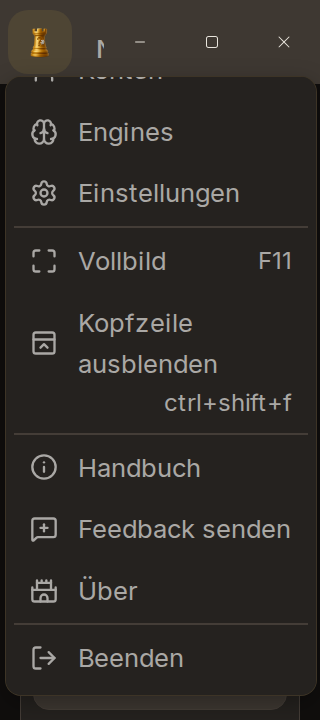 Engines
Einstellungen
Vollbild F11
Kopfzeile
ausblenden
ctrl+shift+f
Handbuch
Feedback senden
Über
Beenden